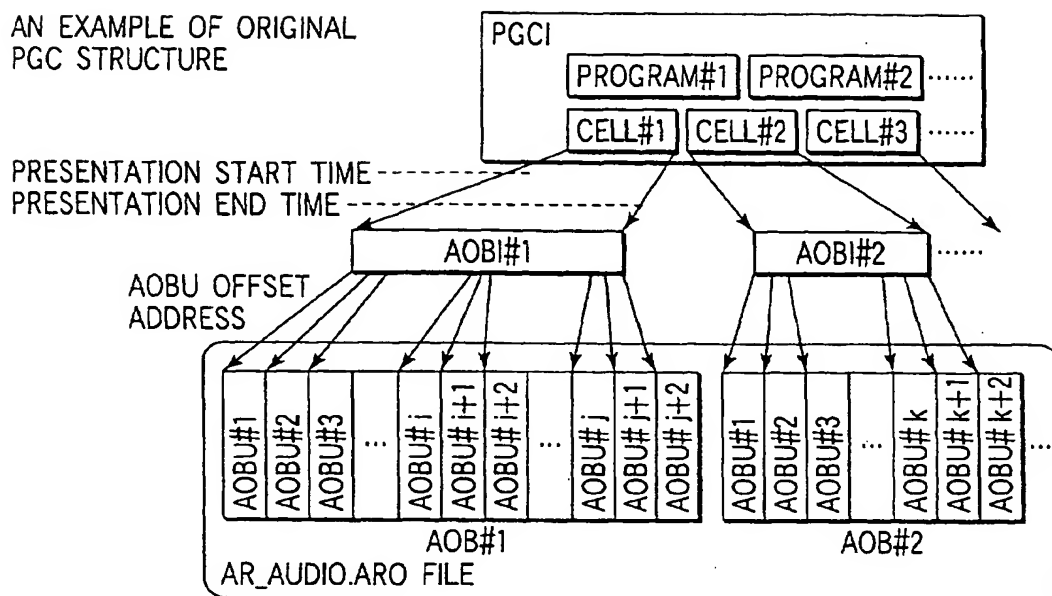 AN EXAMPLE OF ORIGINAL
PGC STRUCTURE
PGCI
PROGRAM#1 PROGRAM#2 ......
CELL#1 CELL#2 CELL#3 ......
PRESENTATION START TIME
PRESENTATION END TIME
AOBI#1 AOBI#2 ......
AOBU OFFSET
ADDRESS
AOBU#1 AOBU#2 AOBU#3 ... AOBU#i AOBU#i+1 AOBU#i+2 ... AOBU#j AOBU#j+1 AOBU#j+2 AOBU#1 AOBU#2 AOBU#3 ... AOBU#k AOBU#k+1 AOBU#k+2 ...
AOB#1 AOB#2
AR_AUDIO.ARO FILE